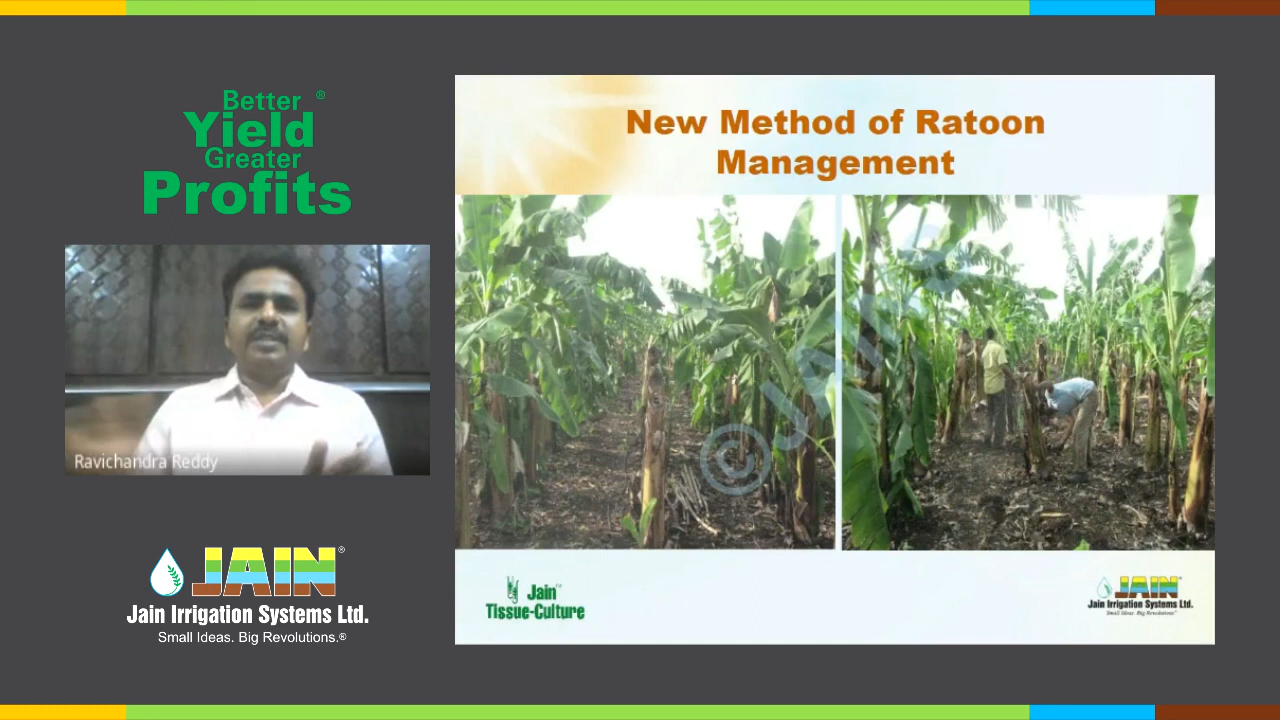 Better ®
Yield
Greater
Profits
Ravichandra Reddy
JAIN®
Jain Irrigation Systems Ltd.
Small Ideas. Big Revolutions.®
New Method of Ratoon
Management
© JAIN
Jain™
Tissue-Culture
JAIN
Jain Irrigation Systems Ltd.
Small Ideas. Big Revolutions.